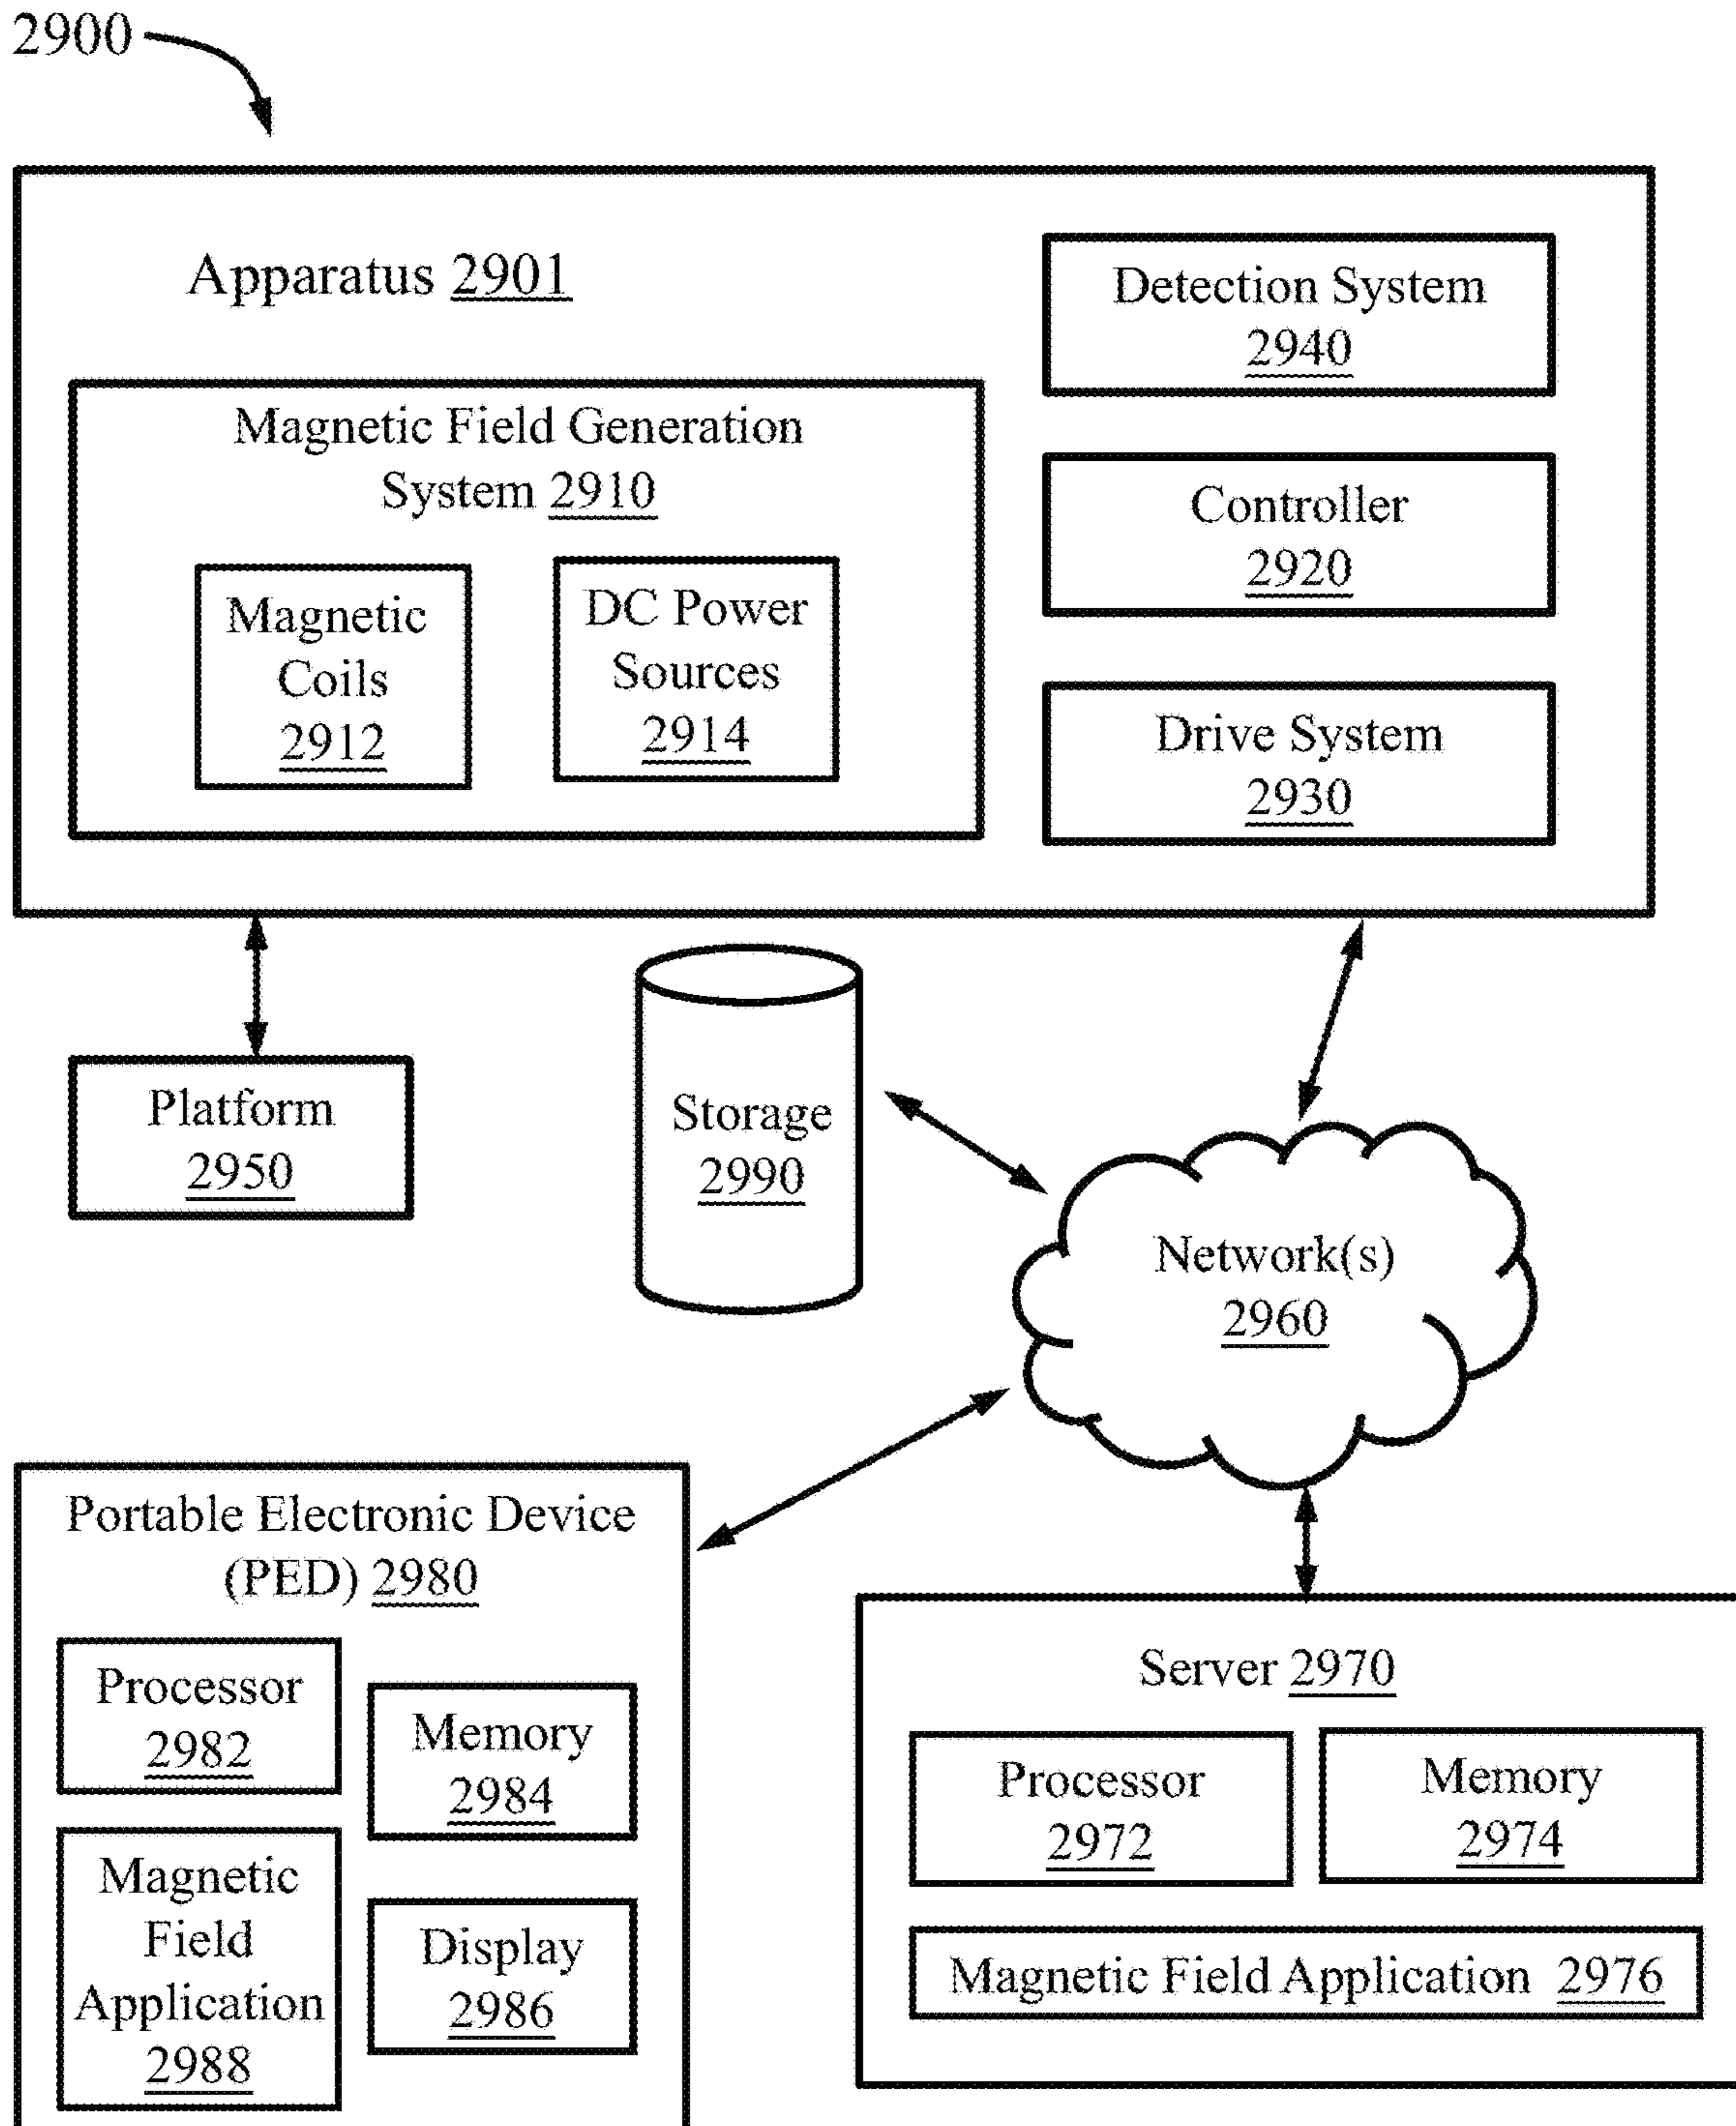 2900
Apparatus 2901
Detection System
2940
Magnetic Field Generation
System 2910
Controller
2920
Magnetic
Coils
2912
DC Power
Sources
2914
Drive System
2930
Platform
2950
Storage
2990
Network(s)
2960
Portable Electronic Device
(PED) 2980
Processor
2982
Memory
2984
Magnetic
Field
Application
2988
Display
2986
Server 2970
Processor
2972
Memory
2974
Magnetic Field Application 2976